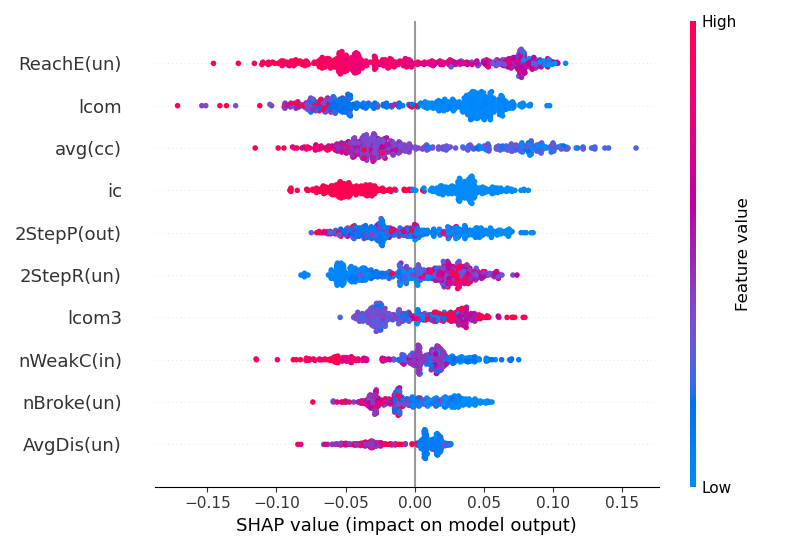 High
ReachE(un)
lcom
avg(cc)
ic
2StepP(out)
2StepR(un)
lcom3
nWeakC(in)
nBroke(un)
AvgDis(un)
Feature value
Low
−0.15 −0.10 −0.05 0.00 0.05 0.10 0.15
SHAP value (impact on model output)